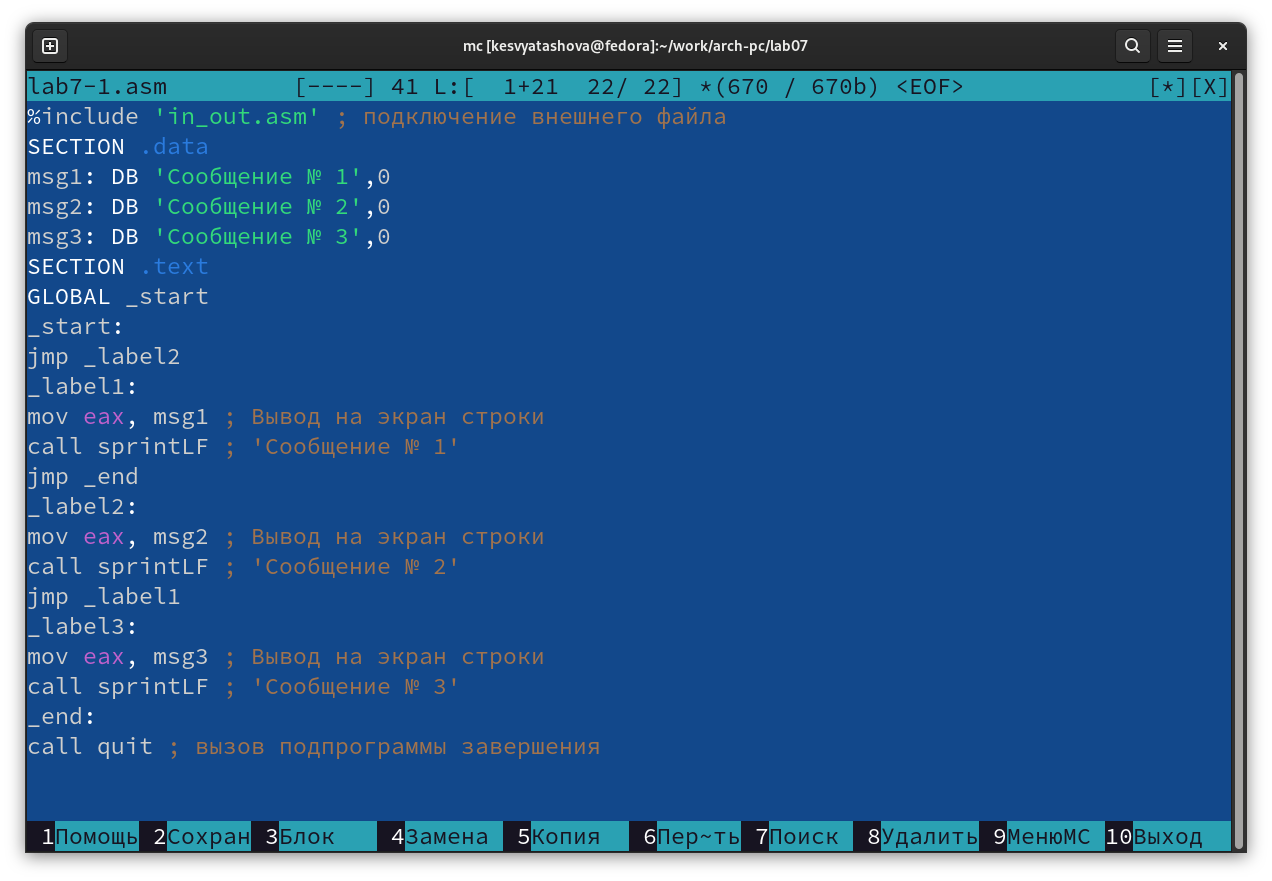 mc [kesvyatashova@fedora]:~/work/arch-pc/lab07
lab7-1.asm [----] 41 L:[ 1+21 22/ 22] *(670 / 670b) <EOF> [*][X]
%include 'in_out.asm' ; подключение внешнего файла
SECTION .data
msg1: DB 'Сообщение № 1',0
msg2: DB 'Сообщение № 2',0
msg3: DB 'Сообщение № 3',0
SECTION .text
GLOBAL _start
_start:
jmp _label2
_label1:
mov eax, msg1 ; Вывод на экран строки
call sprintLF ; 'Сообщение № 1'
jmp _end
_label2:
mov eax, msg2 ; Вывод на экран строки
call sprintLF ; 'Сообщение № 2'
jmp _label1
_label3:
mov eax, msg3 ; Вывод на экран строки
call sprintLF ; 'Сообщение № 3'
_end:
call quit ; вызов подпрограммы завершения
1Помощь 2Сохран 3Блок 4Замена 5Копия 6Пер~ть 7Поиск 8Удалить 9МенюМС 10Выход